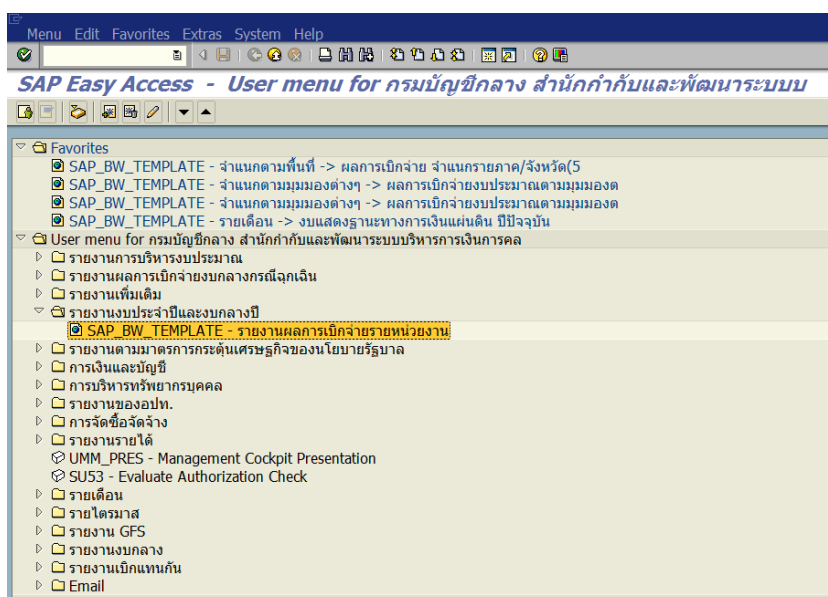 Menu Edit Favorites Extras System Help
SAP Easy Access - User menu for กรมบัญชีกลาง สำนักกำกับและพัฒนาระบบบ
Favorites
SAP_BW_TEMPLATE - จำแนกตามพื้นที่ -> ผลการเบิกจ่าย จำแนกรายภาค/จังหวัด(5
SAP_BW_TEMPLATE - จำแนกตามมุมมองต่างๆ -> ผลการเบิกจ่ายงบประมาณตามมุมมองต
SAP_BW_TEMPLATE - จำแนกตามมุมมองต่างๆ -> ผลการเบิกจ่ายงบประมาณตามมุมมองต
SAP_BW_TEMPLATE - รายเดือน -> งบแสดงฐานะทางการเงินแผ่นดิน ปีปัจจุบัน
User menu for กรมบัญชีกลาง สำนักกำกับและพัฒนาระบบบริหารการเงินการคล
รายงานการบริหารงบประมาณ
รายงานผลการเบิกจ่ายงบกลางกรณีฉุกเฉิน
รายงานเพิ่มเติม
รายงานงบประจำปีและงบกลางปี
SAP_BW_TEMPLATE - รายงานผลการเบิกจ่ายรายหน่วยงาน
รายงานตามมาตรการกระตุ้นเศรษฐกิจของนโยบายรัฐบาล
การเงินและบัญชี
การบริหารทรัพยากรบุคคล
รายงานของอปท.
การจัดซื้อจัดจ้าง
รายงานรายได้
UMM_PRES - Management Cockpit Presentation
SU53 - Evaluate Authorization Check
รายเดือน
รายไตรมาส
รายงาน GFS
รายงานงบกลาง
รายงานเบิกแทนกัน
Email